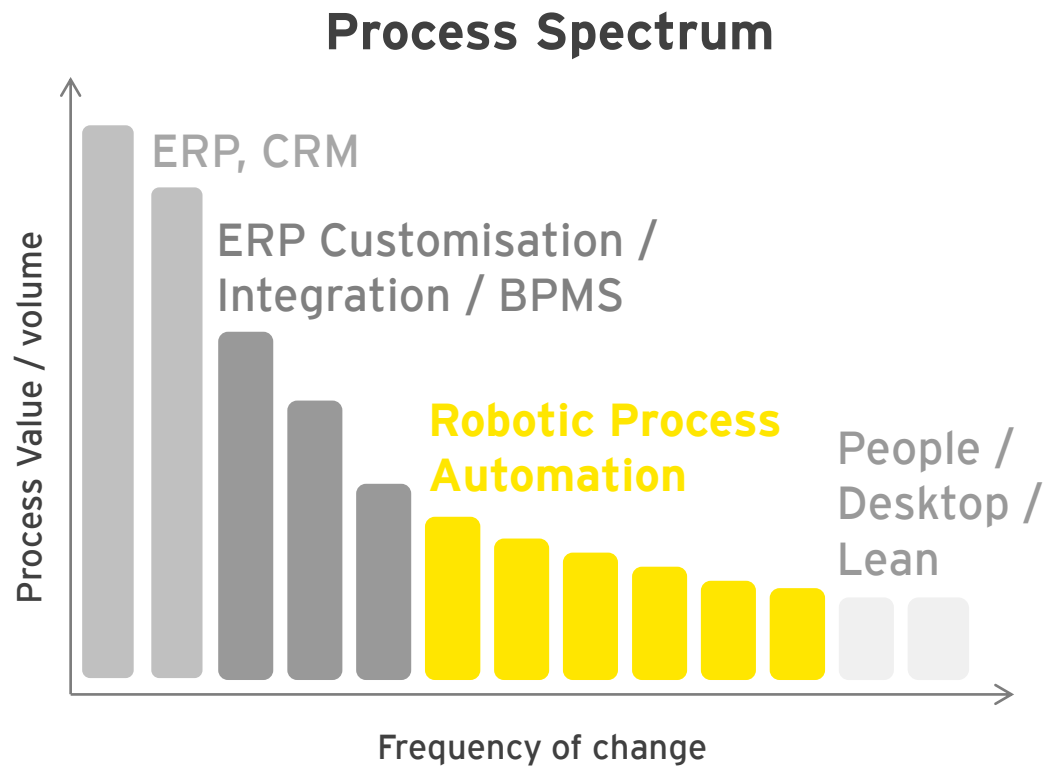 Process Spectrum
ERP, CRM
ERP Customisation /
Integration / BPMS
Robotic Process
Automation
People /
Desktop /
Lean
Process Value / volume
Frequency of change